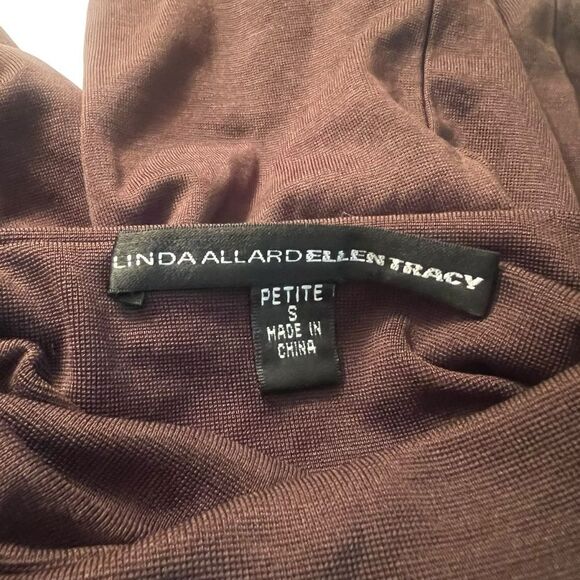 LINDA ALLARD ELLEN TRACY
PETITE
S
MADE IN
CHINA